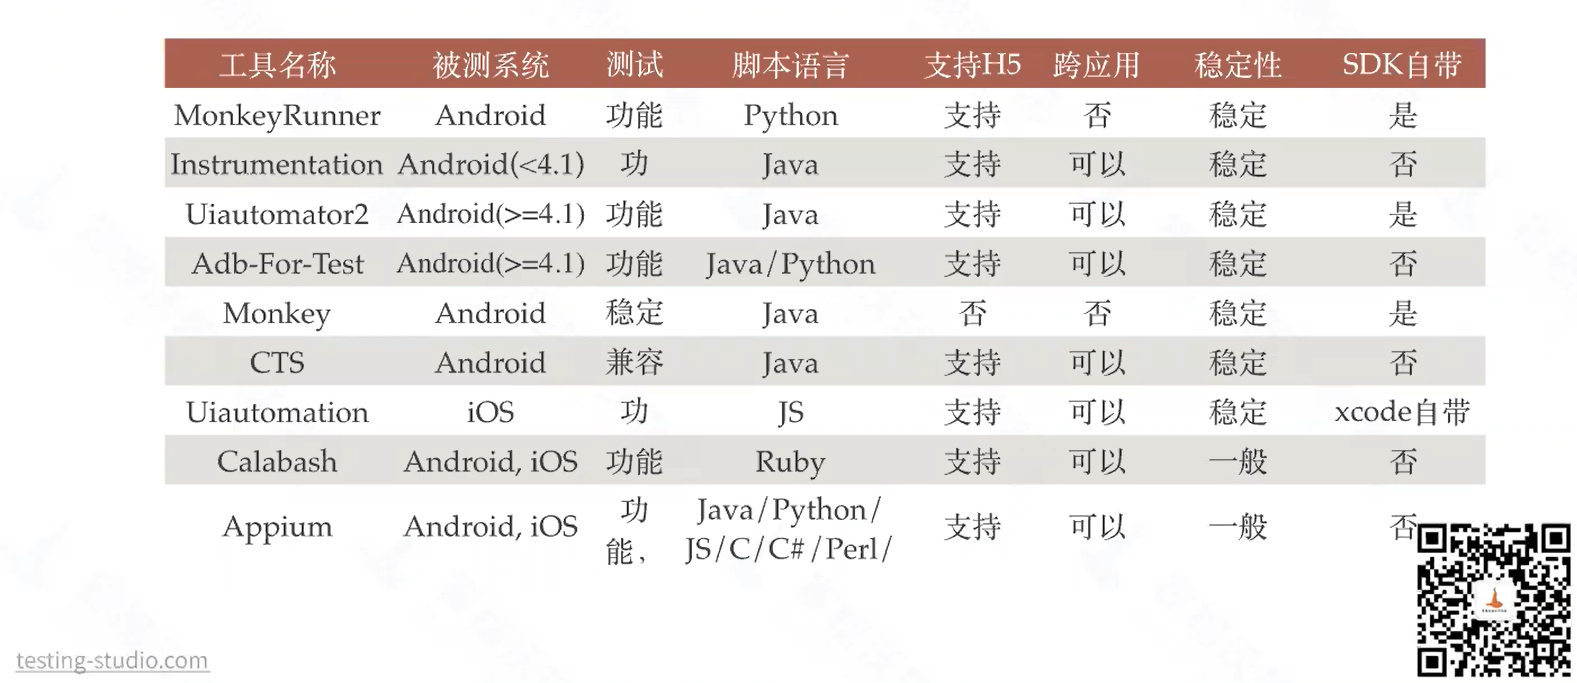 工具名称 被测系统 测试 脚本语言 支持H5 跨应用 稳定性 SDK自带
MonkeyRunner Android 功能 Python 支持 否 稳定 是
Instrumentation Android(<4.1) 功 Java 支持 可以 稳定 否
Uiautomator2 Android(>=4.1) 功能 Java 支持 可以 稳定 是
Adb-For-Test Android(>=4.1) 功能 Java/Python 支持 可以 稳定 否
Monkey Android 稳定 Java 否 否 稳定 是
CTS Android 兼容 Java 支持 可以 稳定 否
Uiautomation iOS 功 JS 支持 可以 稳定 xcode自带
Calabash Android, iOS 功能 Ruby 支持 可以 一般 否
Appium Android, iOS 功 Java/Python/ 支持 可以 一般 否
能, JS/C/C#/Perl/
testing-studio.com